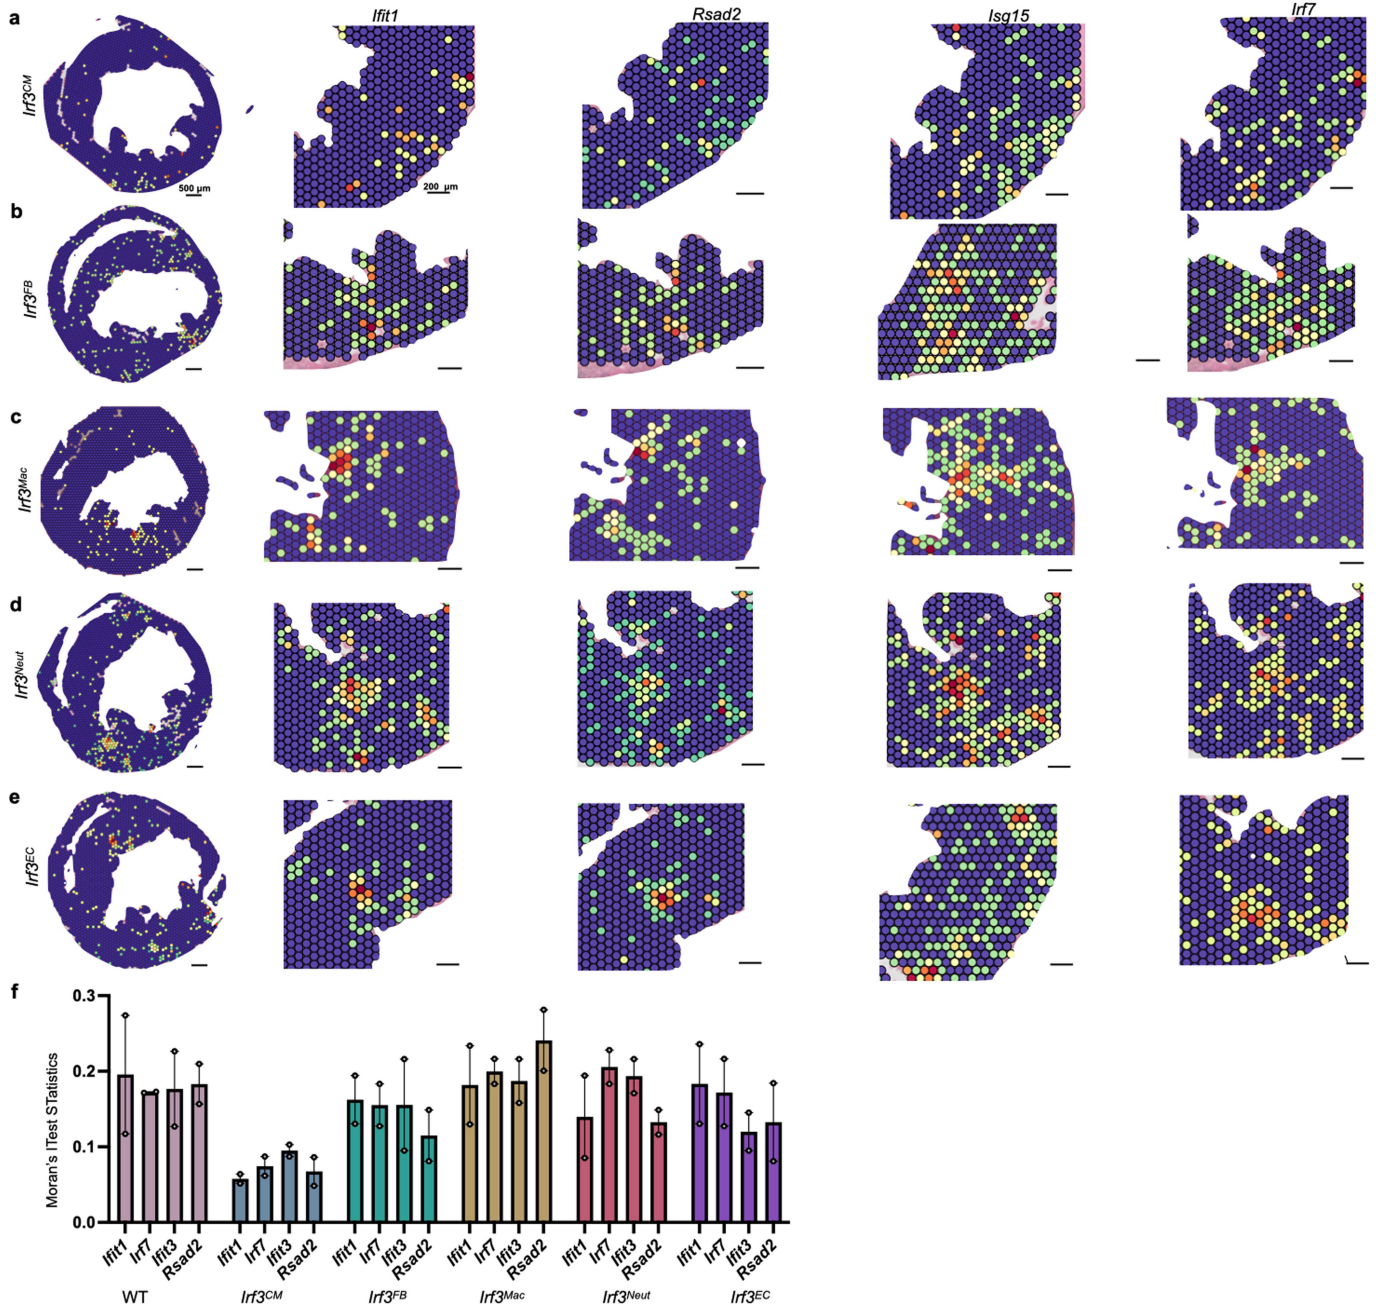 a
Ifit1
Rsad2
Isg15
Irf7
Irf3CM
500 μm
200 μm
b
Irf3FB
c
Irf3Mac
d
Irf3Neut
e
Irf3EC
f
Moran's ITest STatistics
0.3
0.2
0.1
0.0
Ifit1 Irf7 Ifit3 Rsad2 Ifit1 Irf7 Ifit3 Rsad2 Ifit1 Irf7 Ifit3 Rsad2 Ifit1 Irf7 Ifit3 Rsad2 Ifit1 Irf7 Ifit3 Rsad2 Ifit1 Irf7 Ifit3 Rsad2
WT Irf3CM Irf3FB Irf3Mac Irf3Neut Irf3EC